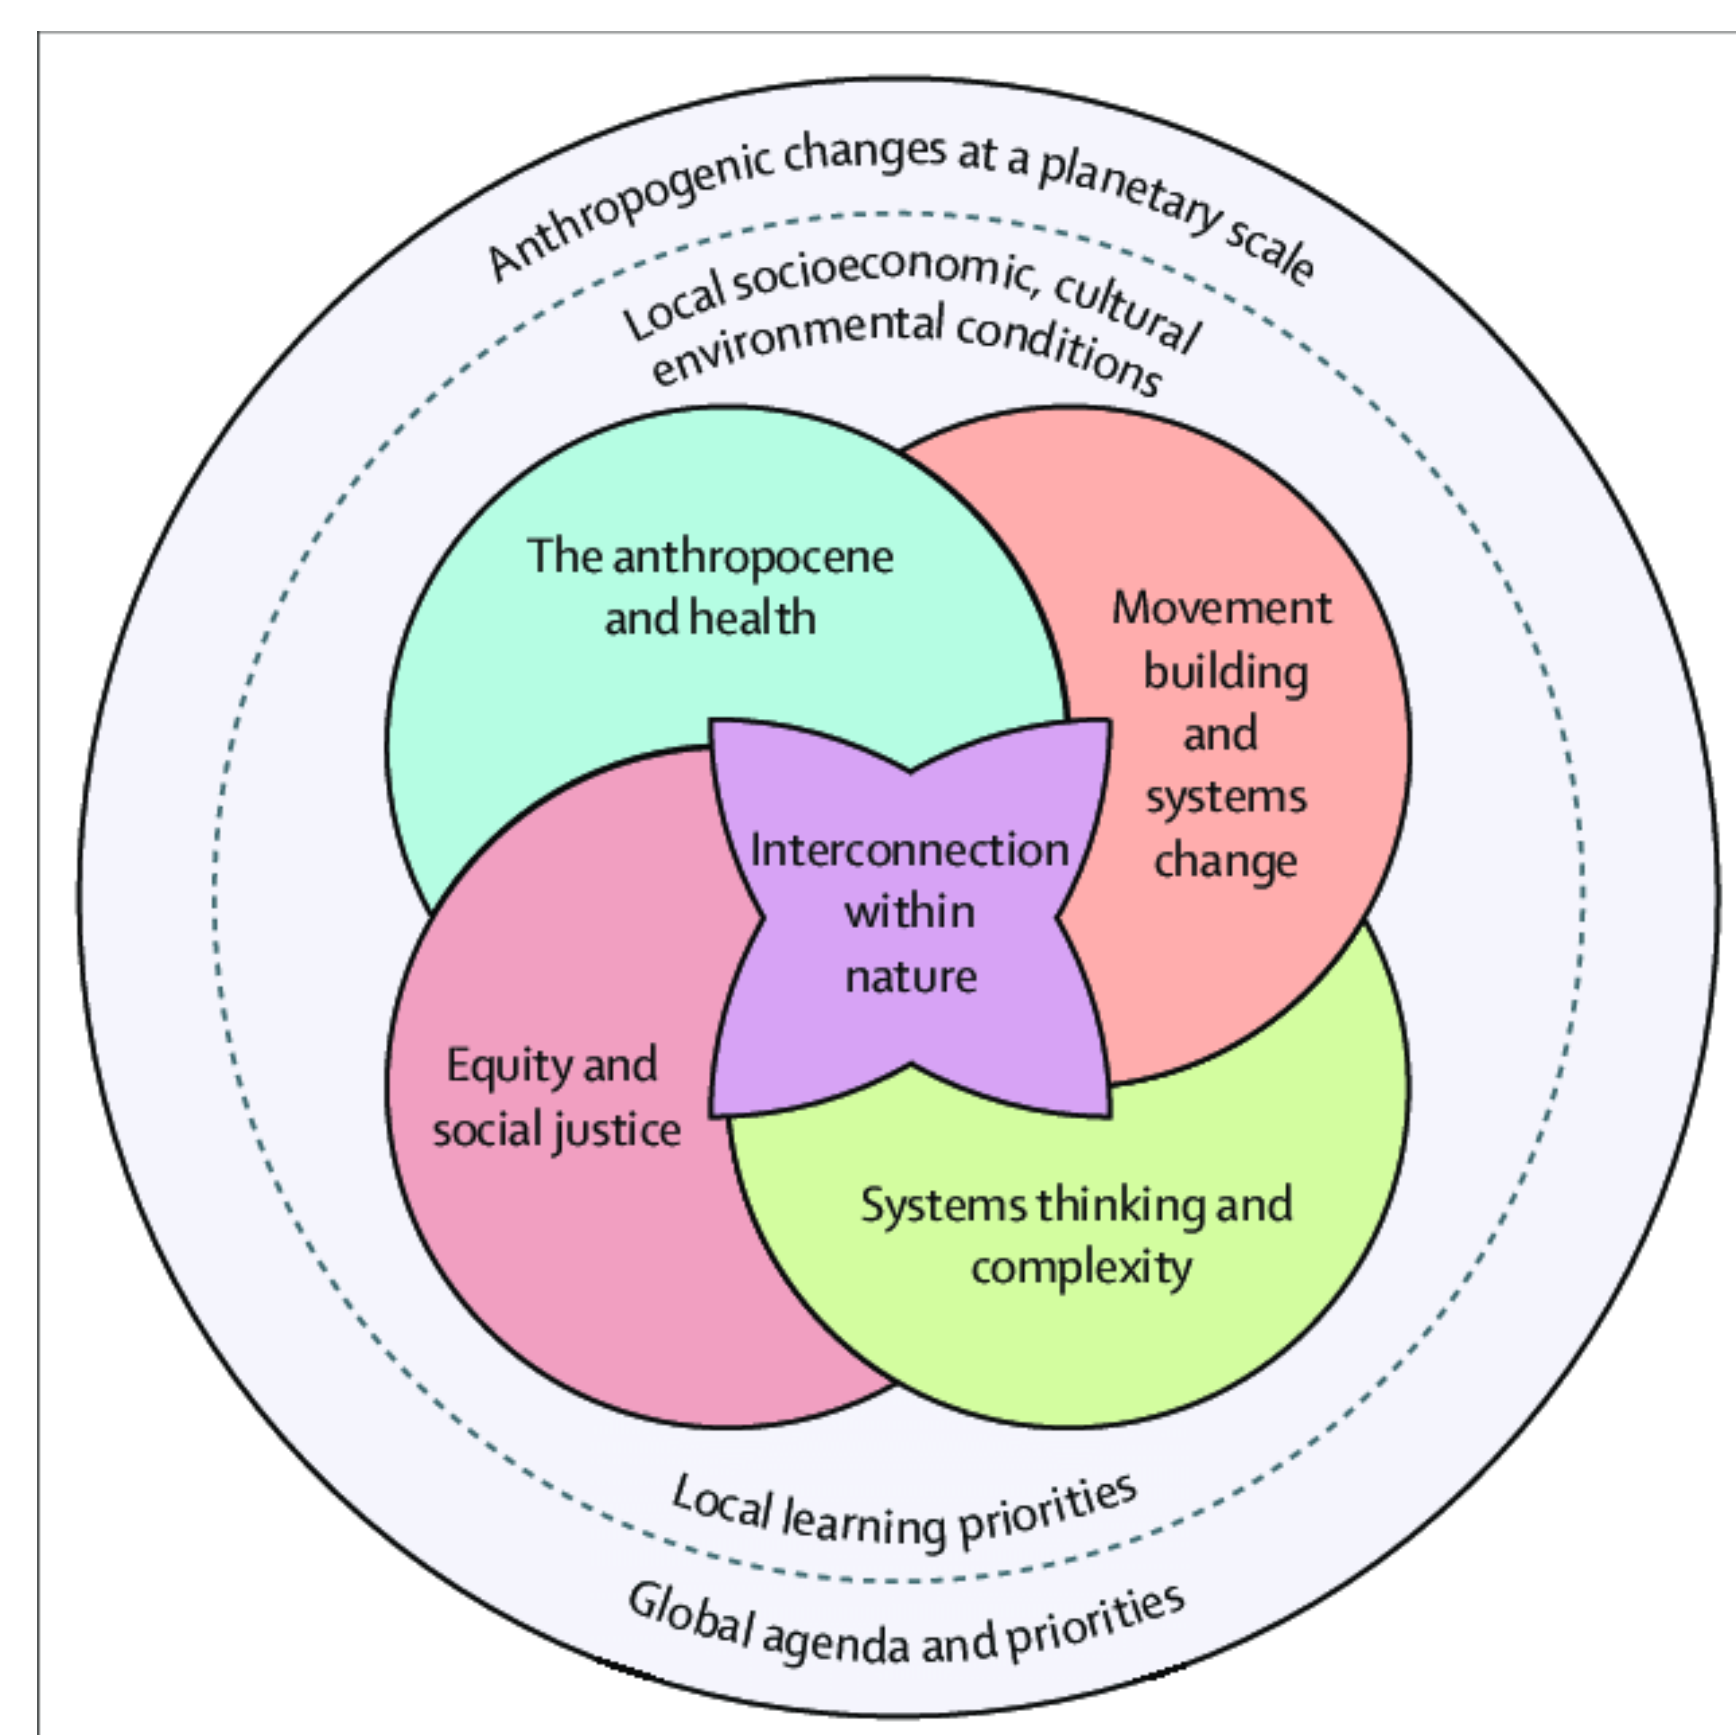 Anthropogenic changes at a planetary scale
Local socioeconomic, cultural
environmental conditions
The anthropocene
and health
Movement
building
and
systems
change
Interconnection
within
nature
Equity and
social justice
Systems thinking and
complexity
Local learning priorities
Global agenda and priorities